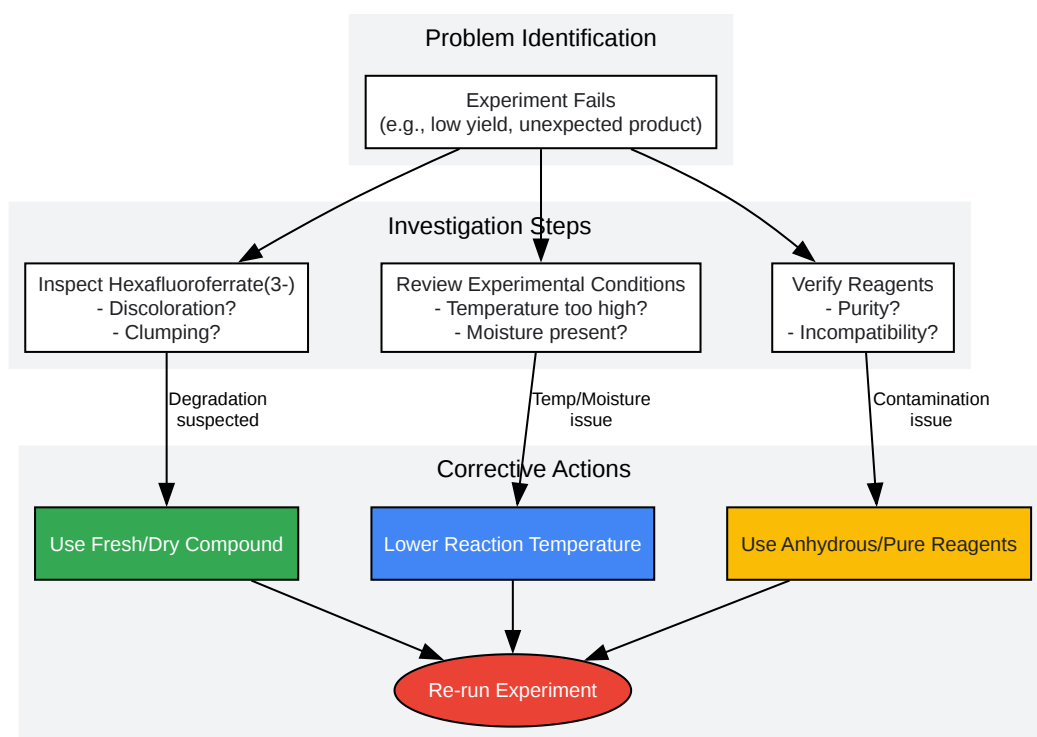 Problem Identification
Experiment Fails
(e.g., low yield, unexpected product)
Investigation Steps
Inspect Hexafluoroferrate(3-)
- Discoloration?
- Clumping?
Review Experimental Conditions
- Temperature too high?
- Moisture present?
Verify Reagents
- Purity?
- Incompatibility?
Degradation
suspected
Temp/Moisture
issue
Contamination
issue
Corrective Actions
Use Fresh/Dry Compound
Lower Reaction Temperature
Use Anhydrous/Pure Reagents
Re-run Experiment